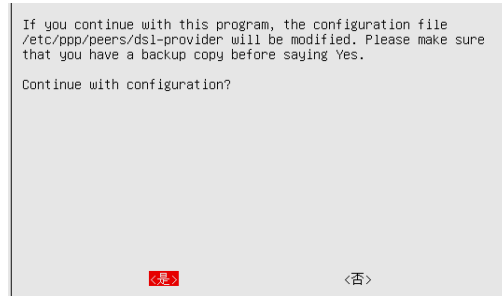 If you continue with this program, the configuration file
/etc/ppp/peers/dsl-provider will be modified. Please make sure
that you have a backup copy before saying Yes.
Continue with configuration?
<是> <否>